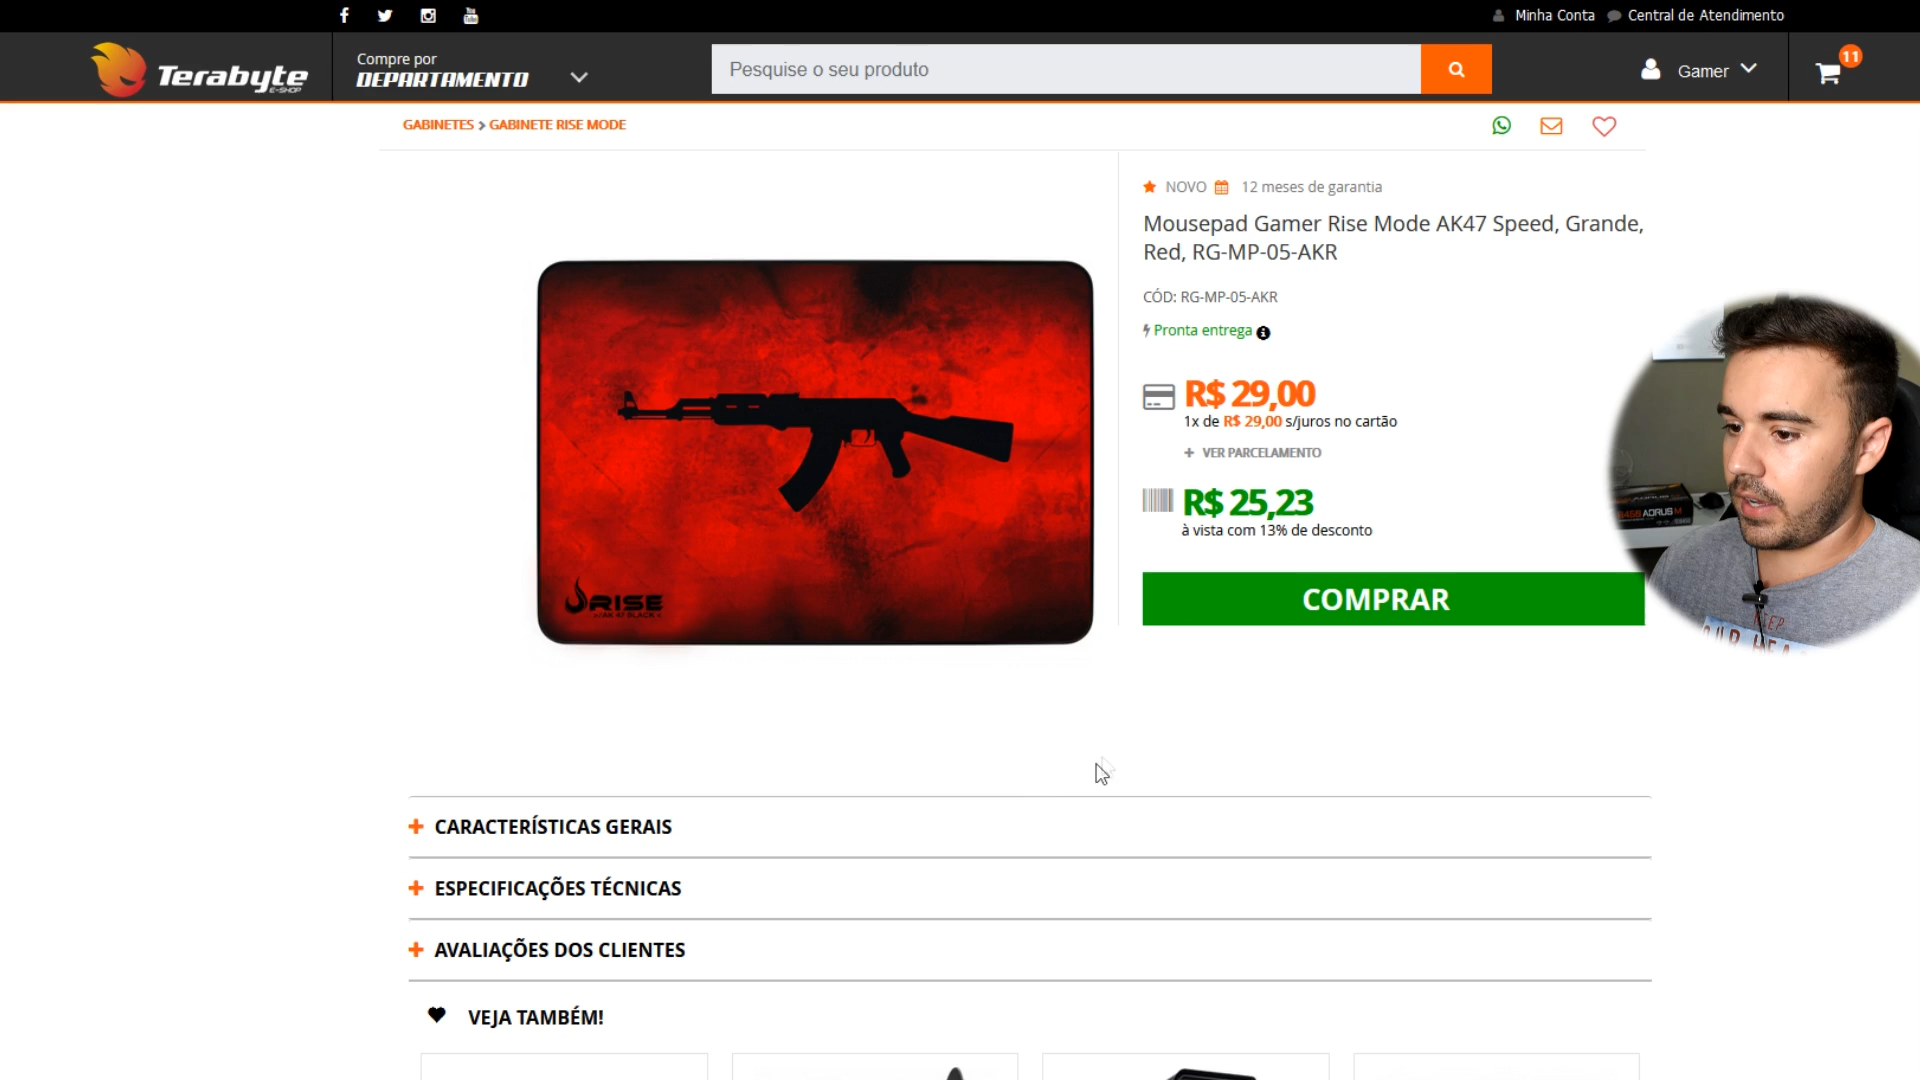 Minha Conta
Central de Atendimento
Terabyte
E-SHOP
Compre por
DEPARTAMENTO
Pesquise o seu produto
Gamer
11
GABINETES > GABINETE RISE MODE
NOVO
12 meses de garantia
Mousepad Gamer Rise Mode AK47 Speed, Grande,
Red, RG-MP-05-AKR
CÓD: RG-MP-05-AKR
Pronta entrega
R$ 29,00
1x de R$ 29,00 s/juros no cartão
+ VER PARCELAMENTO
R$ 25,23
à vista com 13% de desconto
COMPRAR
RISE
AORUS M
+ CARACTERÍSTICAS GERAIS
+ ESPECIFICAÇÕES TÉCNICAS
+ AVALIAÇÕES DOS CLIENTES
VEJA TAMBÉM!